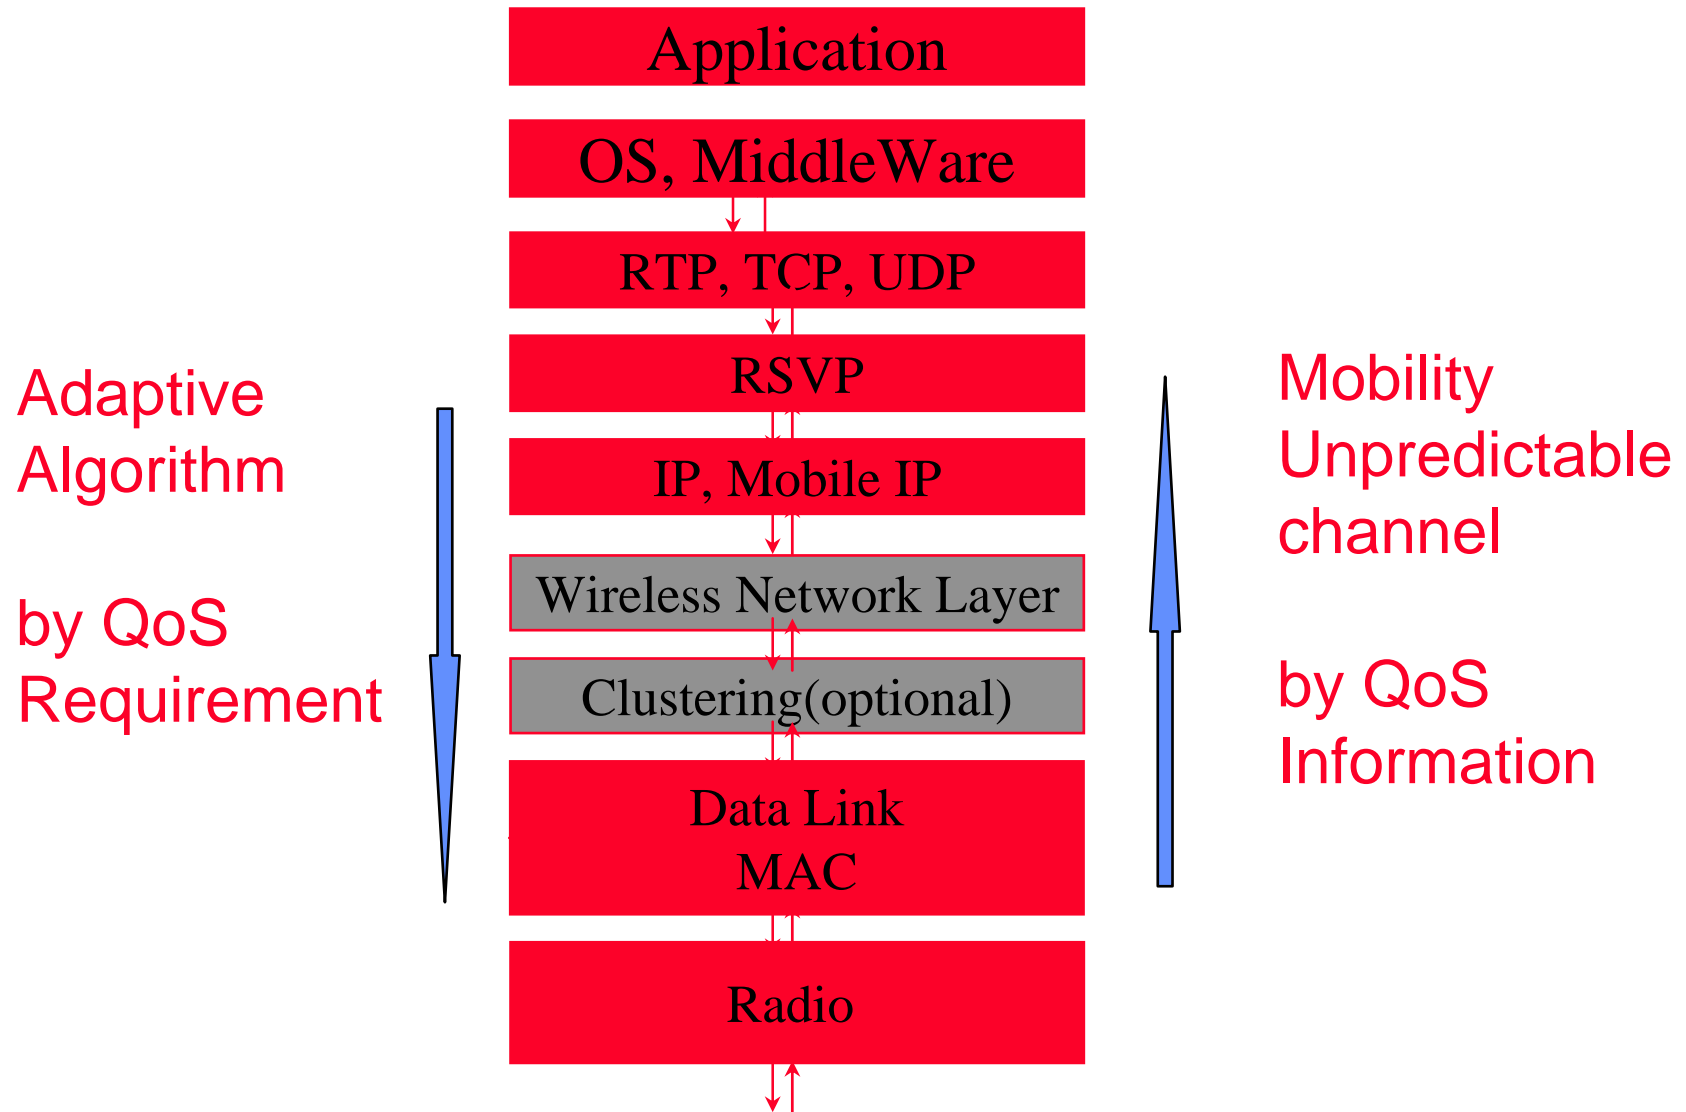 Application
OS, MiddleWare
RTP, TCP, UDP
RSVP
IP, Mobile IP
Wireless Network Layer
Clustering(optional)
Data Link
MAC
Radio
Adaptive
Algorithm
by QoS
Requirement
Mobility
Unpredictable
channel
by QoS
Information